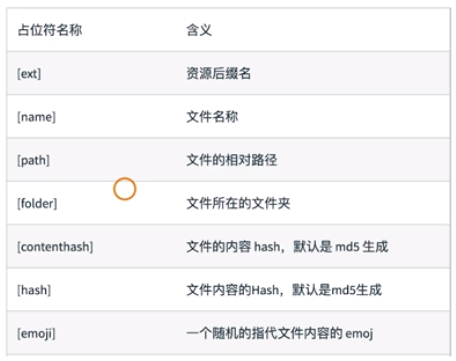 占位符名称 含义
[ext] 资源后缀名
[name] 文件名称
[path] 文件的相对路径
[folder] 文件所在的文件夹
[contenthash] 文件的内容 hash，默认是 md5 生成
[hash] 文件内容的Hash，默认是md5生成
[emoji] 一个随机的指代文件内容的 emoj